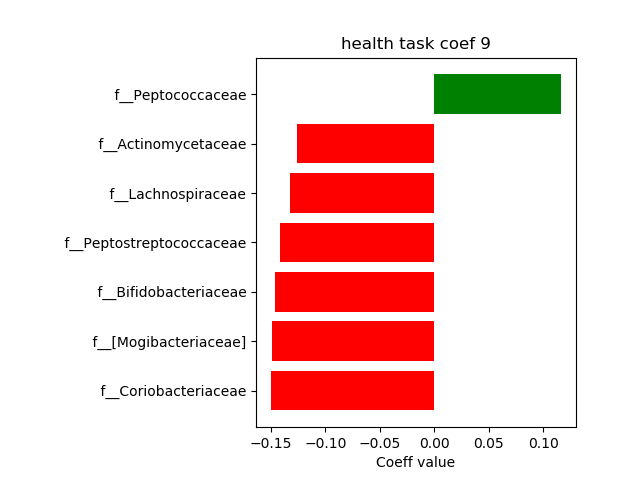 health task coef 9
f__Peptococcaceae
f__Actinomycetaceae
f__Lachnospiraceae
f__Peptostreptococcaceae
f__Bifidobacteriaceae
f__[Mogibacteriaceae]
f__Coriobacteriaceae
−0.15 −0.10 −0.05 0.00 0.05 0.10
Coeff value